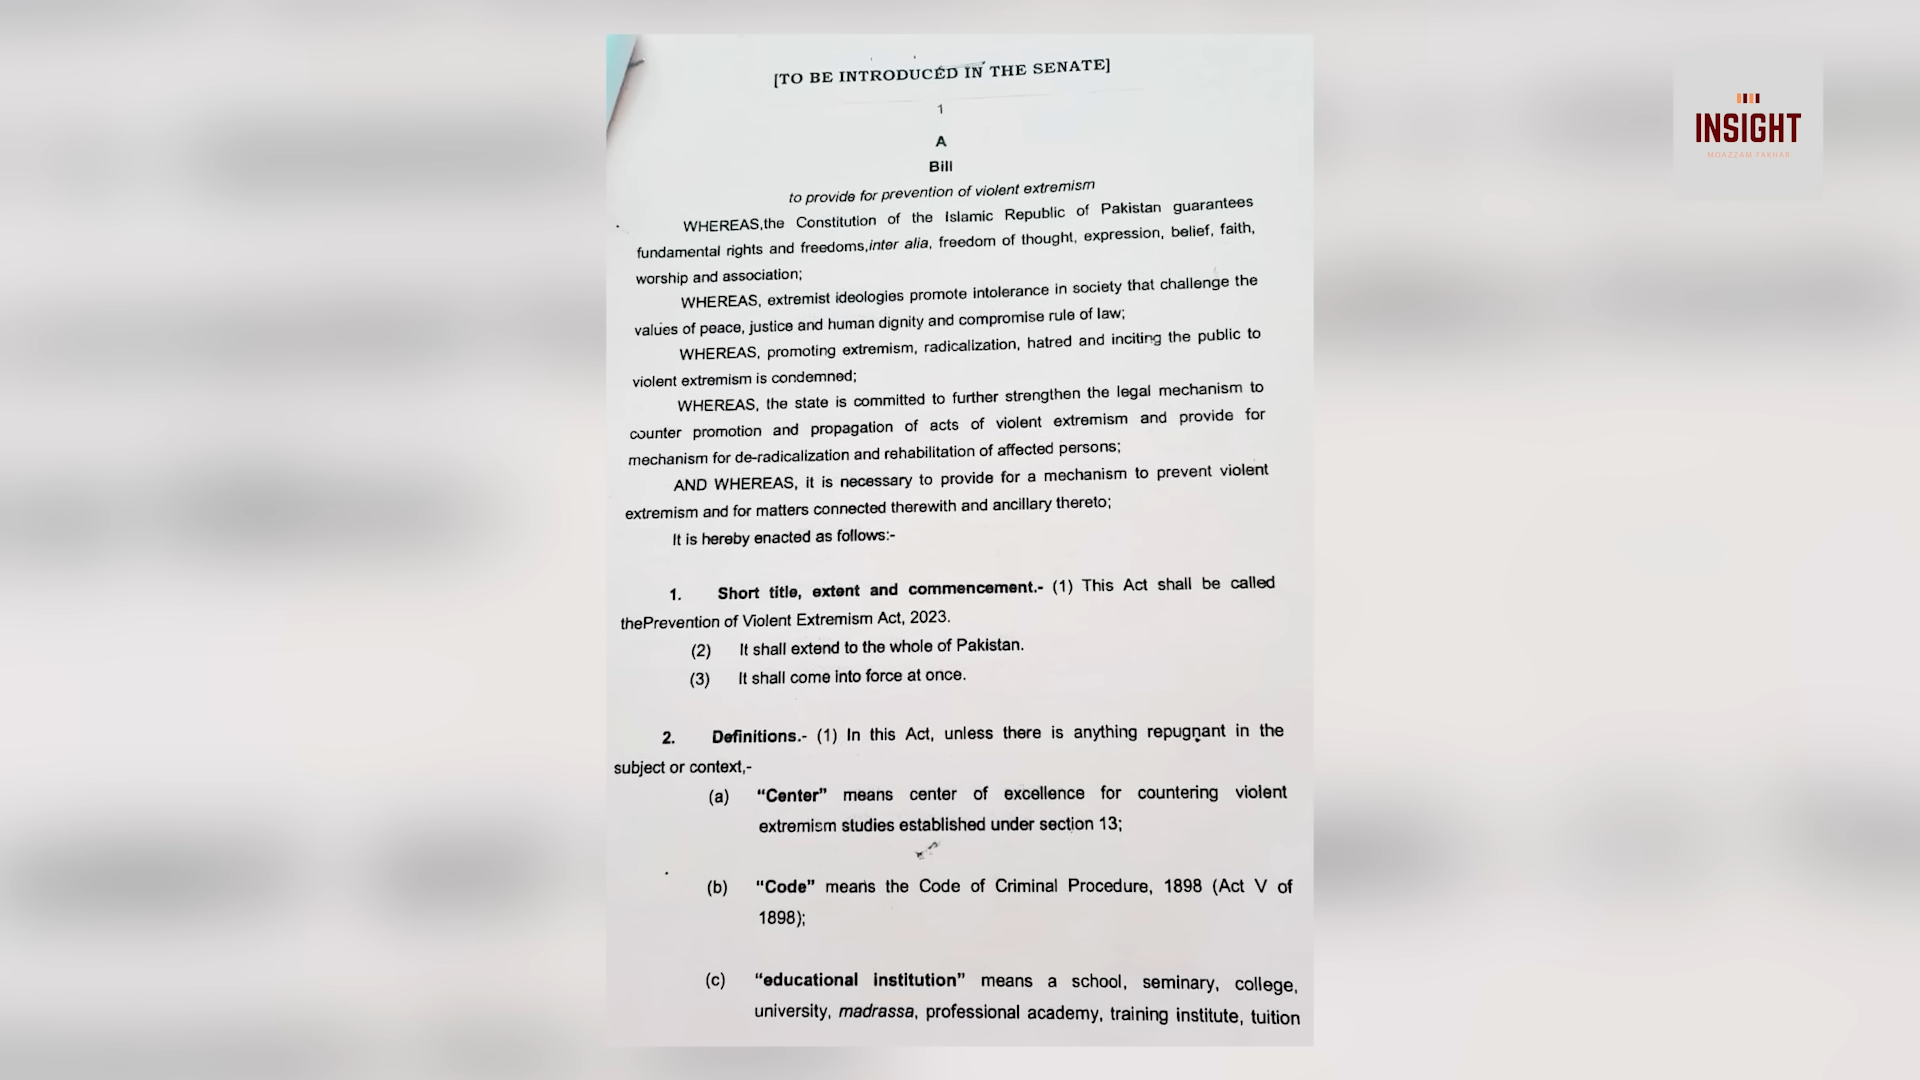 [TO BE INTRODUCED IN THE SENATE]
1
A
Bill
to provide for prevention of violent extremism
WHEREAS,the Constitution of the Islamic Republic of Pakistan guarantees
fundamental rights and freedoms,inter alia, freedom of thought, expression, belief, faith,
worship and association;
WHEREAS, extremist ideologies promote intolerance in society that challenge the
values of peace, justice and human dignity and compromise rule of law;
WHEREAS, promoting extremism, radicalization, hatred and inciting the public to
violent extremism is condemned;
WHEREAS, the state is committed to further strengthen the legal mechanism to
counter promotion and propagation of acts of violent extremism and provide for
mechanism for de-radicalization and rehabilitation of affected persons;
AND WHEREAS, it is necessary to provide for a mechanism to prevent violent
extremism and for matters connected therewith and ancillary thereto;
It is hereby enacted as follows:-
1. Short title, extent and commencement.- (1) This Act shall be called
thePrevention of Violent Extremism Act, 2023.
(2) It shall extend to the whole of Pakistan.
(3) It shall come into force at once.
2. Definitions.- (1) In this Act, unless there is anything repugnant in the
subject or context,-
(a) “Center” means center of excellence for countering violent
extremism studies established under section 13;
(b) “Code” means the Code of Criminal Procedure, 1898 (Act V of
1898);
(c) “educational institution” means a school, seminary, college,
university, madrassa, professional academy, training institute, tuition
INSIGHT
MOAZZAM FAKHAR